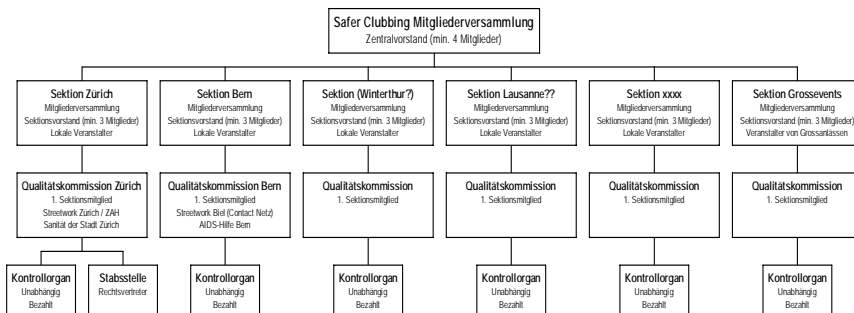 Safer Clubbing Mitgliederversammlung
Zentralvorstand (min. 4 Mitglieder)
Sektion Zürich
Mitgliederversammlung
Sektionsvorstand (min. 3 Mitglieder)
Lokale Veranstalter
Sektion Bern
Mitgliederversammlung
Sektionsvorstand (min. 3 Mitglieder)
Lokale Veranstalter
Sektion (Winterthur?)
Mitgliederversammlung
Sektionsvorstand (min. 3 Mitglieder)
Lokale Veranstalter
Sektion Lausanne??
Mitgliederversammlung
Sektionsvorstand (min. 3 Mitglieder)
Lokale Veranstalter
Sektion xxxx
Mitgliederversammlung
Sektionsvorstand (min. 3 Mitglieder)
Lokale Veranstalter
Sektion Grossevents
Mitgliederversammlung
Sektionsvorstand (min. 3 Mitglieder)
Veranstalter von Grossanlässen
Qualitätskommission Zürich
1. Sektionsmitglied
Streetwork Zürich / ZAH
Sanität der Stadt Zürich
Qualitätskommission Bern
1. Sektionsmitglied
Streetwork Biel (Contact Netz)
AIDS-Hilfe Bern
Qualitätskommission
1. Sektionsmitglied
Qualitätskommission
1. Sektionsmitglied
Qualitätskommission
1. Sektionsmitglied
Qualitätskommission
1. Sektionsmitglied
Kontrollorgan
Unabhängig
Bezahlt
Stabsstelle
Rechtsvertreter
Kontrollorgan
Unabhängig
Bezahlt
Kontrollorgan
Unabhängig
Bezahlt
Kontrollorgan
Unabhängig
Bezahlt
Kontrollorgan
Unabhängig
Bezahlt
Kontrollorgan
Unabhängig
Bezahlt